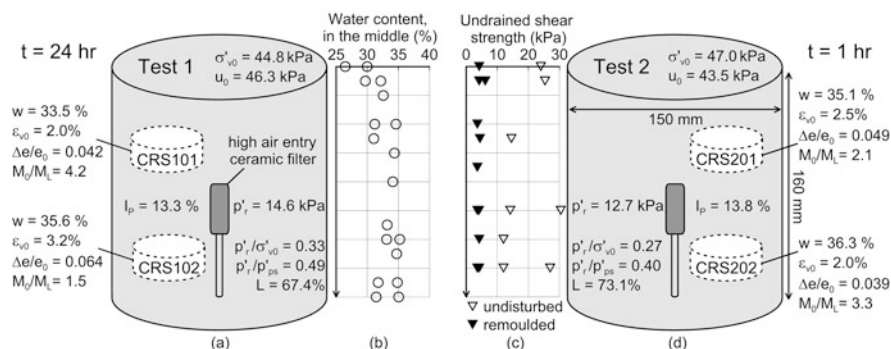 t = 24 hr
Test 1
σ'v0 = 44.8 kPa
u0 = 46.3 kPa
w = 33.5 %
εv0 = 2.0%
Δe/e0 = 0.042
M0/ML = 4.2
CRS101
high air entry
ceramic filter
IP = 13.3 %
p'r = 14.6 kPa
w = 35.6 %
εv0 = 3.2%
Δe/e0 = 0.064
M0/ML = 1.5
CRS102
p'r/σ'v0 = 0.33
p'r/p'ps = 0.49
L = 67.4%
(a)
Water content,
in the middle (%)
25 30 35 40
(b)
Undrained shear
strength (kPa)
0 10 20 30
▽ undisturbed
▼ remoulded
(c)
Test 2
σ'v0 = 47.0 kPa
u0 = 43.5 kPa
t = 1 hr
150 mm
160 mm
w = 35.1 %
εv0 = 2.5%
Δe/e0 = 0.049
M0/ML = 2.1
CRS201
p'r = 12.7 kPa
IP = 13.8 %
p'r/σ'v0 = 0.27
p'r/p'ps = 0.40
L = 73.1%
CRS202
w = 36.3 %
εv0 = 2.0%
Δe/e0 = 0.039
M0/ML = 3.3
(d)